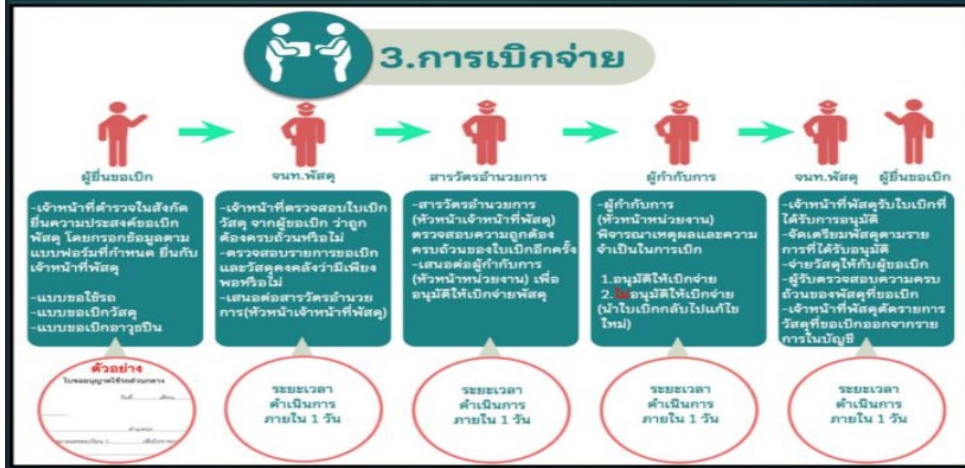 3.การเบิกจ่าย
ผู้ยื่นขอเบิก
-เจ้าหน้าที่ตำรวจในสังกัด
ยื่นความประสงค์ขอเบิก
พัสดุ โดยกรอกข้อมูลตาม
แบบฟอร์มที่กำหนด ยื่นกับ
เจ้าหน้าที่พัสดุ
-แบบขอใช้รถ
-แบบขอเบิกวัสดุ
-แบบขอเบิกอาวุธปืน
ตัวอย่าง
ใบขออนุญาตใช้รถส่วนกลาง
วันที่
เดือน
ตำแหน่ง
จนท.พัสดุ
-เจ้าหน้าที่ตรวจสอบใบเบิก
วัสดุ จากผู้ขอเบิก ว่าถูก
ต้องครบถ้วนหรือไม่
-ตรวจสอบรายการขอเบิก
และวัสดุคงคลังว่ามีเพียง
พอหรือไม่
-เสนอต่อสารวัตรอำนวย
การ(หัวหน้าเจ้าหน้าที่พัสดุ)
ระยะเวลา
ดำเนินการ
ภายใน 1 วัน
สารวัตรอำนวยการ
-สารวัตรอำนวยการ
(หัวหน้าเจ้าหน้าที่พัสดุ)
ตรวจสอบความถูกต้อง
ครบถ้วนของใบเบิกอีกครั้ง
-เสนอต่อผู้กำกับการ
(หัวหน้าหน่วยงาน) เพื่อ
อนุมัติให้เบิกจ่ายพัสดุ
ระยะเวลา
ดำเนินการ
ภายใน 1 วัน
ผู้กำกับการ
-ผู้กำกับการ
(หัวหน้าหน่วยงาน)
พิจารณาเหตุผลและความ
จำเป็นในการเบิก
1.อนุมัติให้เบิกจ่าย
2.ไม่อนุมัติให้เบิกจ่าย
(นำใบเบิกกลับไปแก้ไข
ใหม่)
ระยะเวลา
ดำเนินการ
ภายใน 1 วัน
จนท.พัสดุ ผู้ยื่นขอเบิก
-เจ้าหน้าที่พัสดุรับใบเบิกที่
ได้รับการอนุมัติ
-จัดเตรียมพัสดุตามราย
การที่ได้รับอนุมัติ
-จ่ายวัสดุให้กับผู้ขอเบิก
-ผู้รับตรวจสอบความครบ
ถ้วนของพัสดุที่ขอเบิก
-เจ้าหน้าที่พัสดุตัดรายการ
วัสดุที่ขอเบิกออกจากราย
การในบัญชี
ระยะเวลา
ดำเนินการ
ภายใน 1 วัน